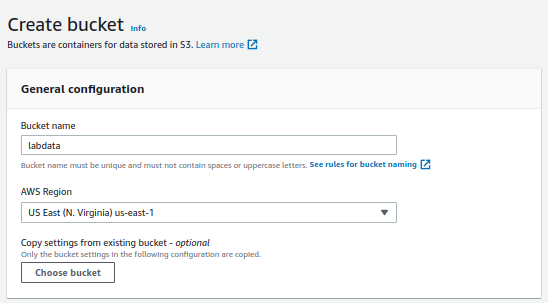 Create bucket Info
Buckets are containers for data stored in S3. Learn more
General configuration
Bucket name
labdata
Bucket name must be unique and must not contain spaces or uppercase letters. See rules for bucket naming
AWS Region
US East (N. Virginia) us-east-1
Copy settings from existing bucket - optional
Only the bucket settings in the following configuration are copied.
Choose bucket